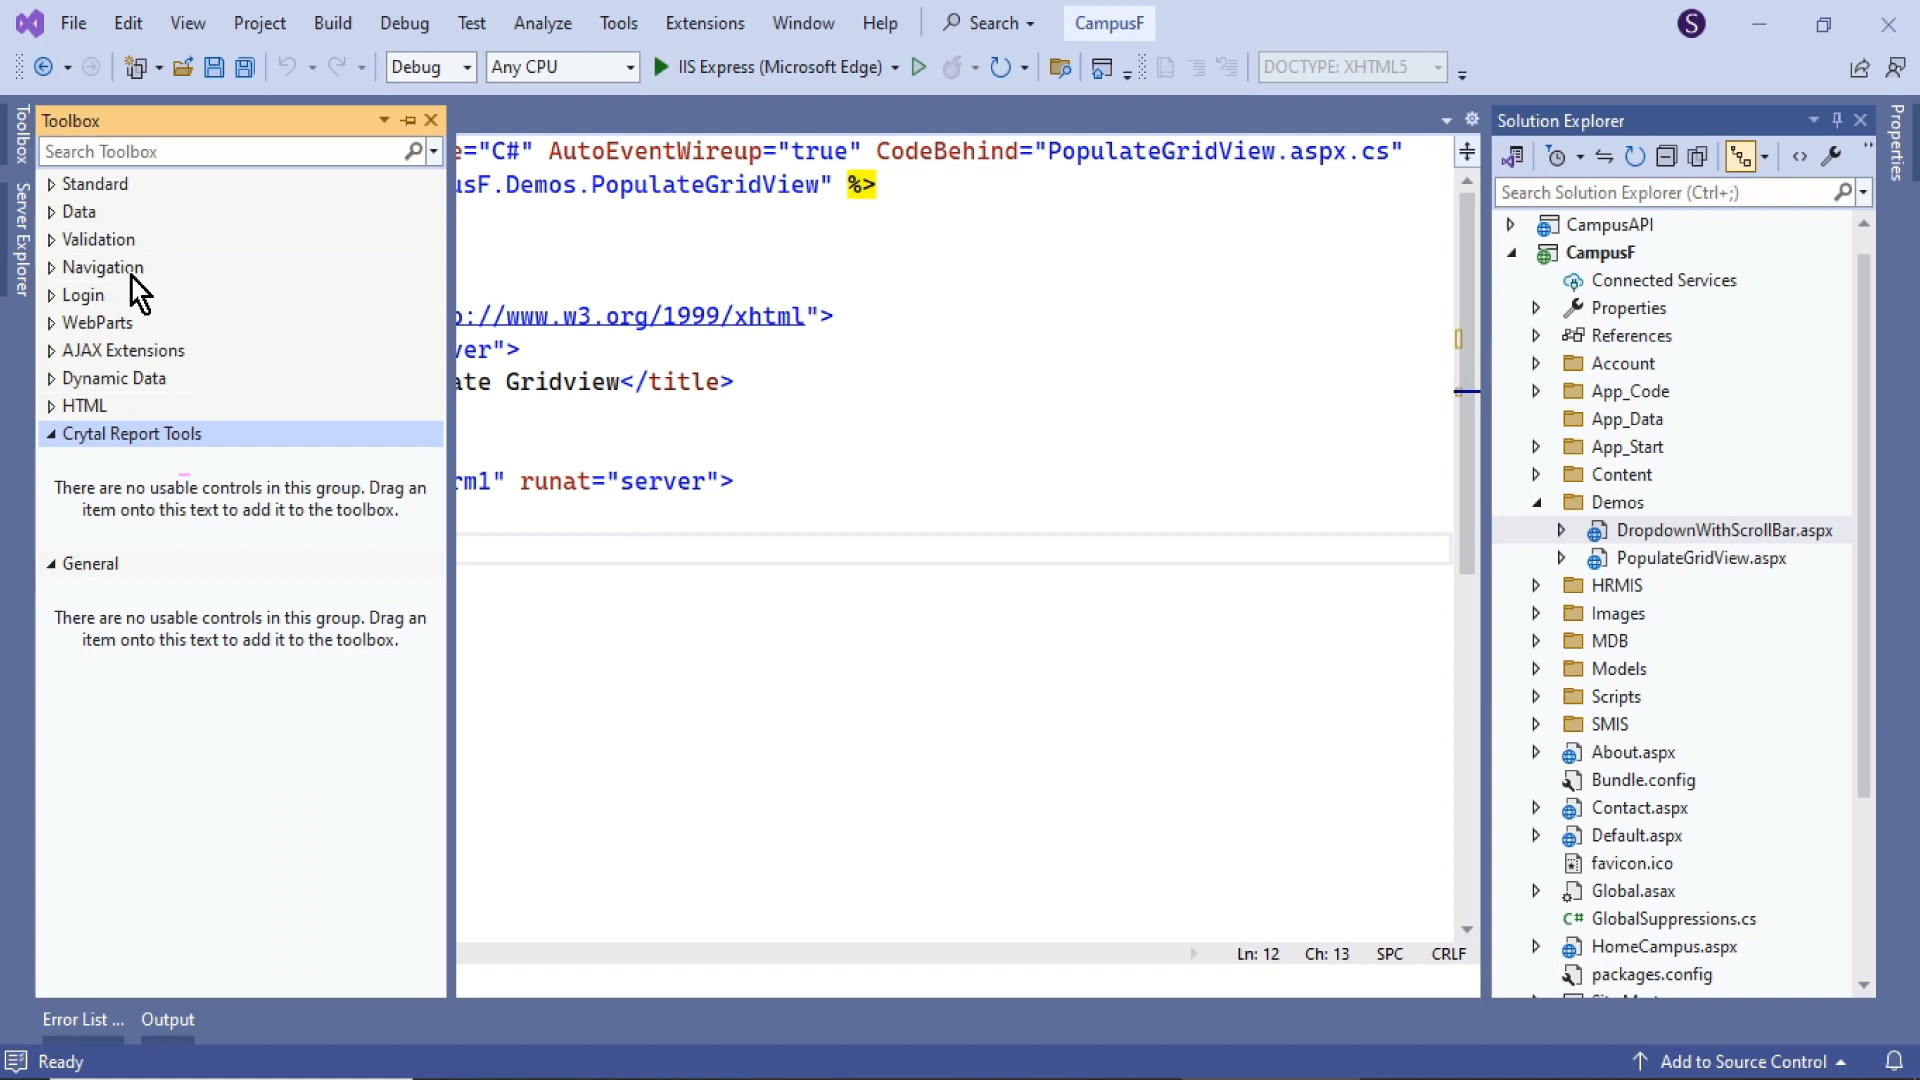 File Edit View Project Build Debug Test Analyze Tools Extensions Window Help Search CampusF S
Debug Any CPU IIS Express (Microsoft Edge) DOCTYPE: XHTML5
Toolbox
Server Explorer
Toolbox
Search Toolbox
Standard
Data
Validation
Navigation
Login
WebParts
AJAX Extensions
Dynamic Data
HTML
Crytal Report Tools
There are no usable controls in this group. Drag an
item onto this text to add it to the toolbox.
General
There are no usable controls in this group. Drag an
item onto this text to add it to the toolbox.
="C#" AutoEventWireup="true" CodeBehind="PopulateGridView.aspx.cs"
usF.Demos.PopulateGridView" %>
://www.w3.org/1999/xhtml">
ver">
ate Gridview</title>
rm1" runat="server">
Ln: 12 Ch: 13 SPC CRLF
Solution Explorer
Search Solution Explorer (Ctrl+;)
CampusAPI
CampusF
Connected Services
Properties
References
Account
App_Code
App_Data
App_Start
Content
Demos
DropdownWithScrollBar.aspx
PopulateGridView.aspx
HRMIS
Images
MDB
Models
Scripts
SMIS
About.aspx
Bundle.config
Contact.aspx
Default.aspx
favicon.ico
Global.asax
C# GlobalSuppressions.cs
HomeCampus.aspx
packages.config
Properties
Error List ... Output
Ready Add to Source Control